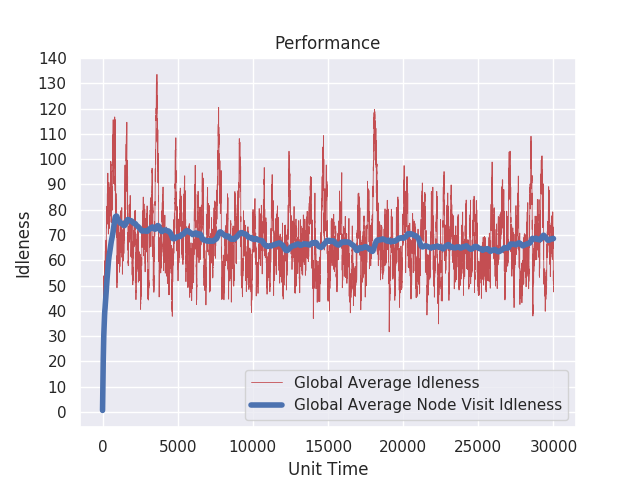 Performance
140
130
120
110
100
90
80
70
60
50
40
30
20
10
0
Idleness
Global Average Idleness
Global Average Node Visit Idleness
0 5000 10000 15000 20000 25000 30000
Unit Time